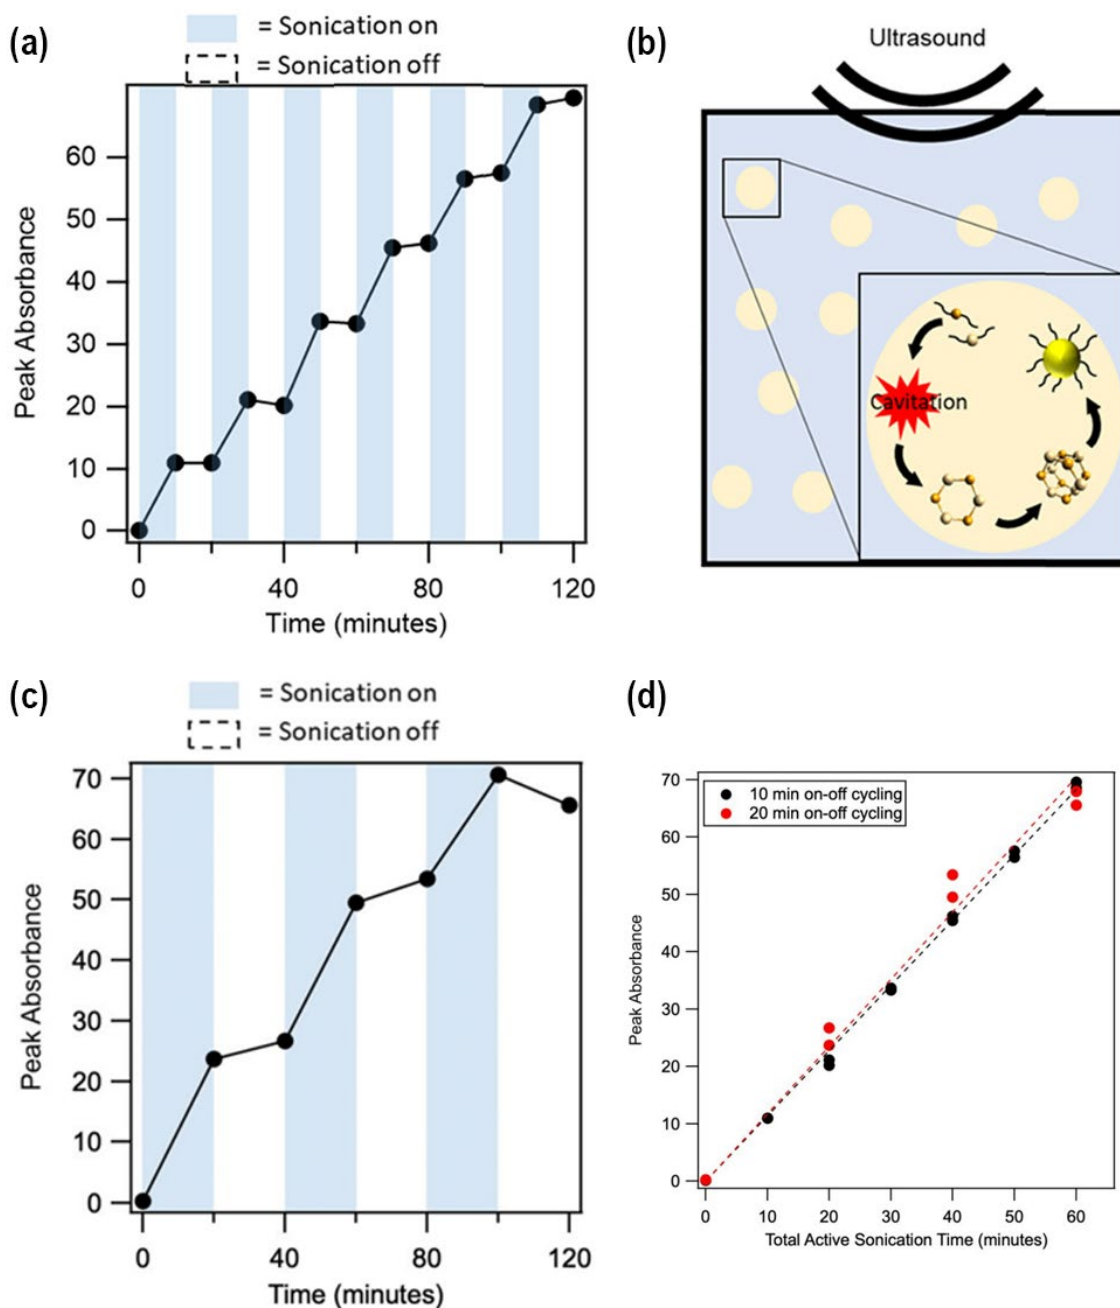 (a)
= Sonication on
= Sonication off
Peak Absorbance
60
50
40
30
20
10
0
0 40 80 120
Time (minutes)
(b)
Ultrasound
Cavitation
(c)
= Sonication on
= Sonication off
Peak Absorbance
70
60
50
40
30
20
10
0
0 40 80 120
Time (minutes)
(d)
10 min on-off cycling
20 min on-off cycling
Peak Absorbance
70
60
50
40
30
20
10
0
0 10 20 30 40 50 60
Total Active Sonication Time (minutes)